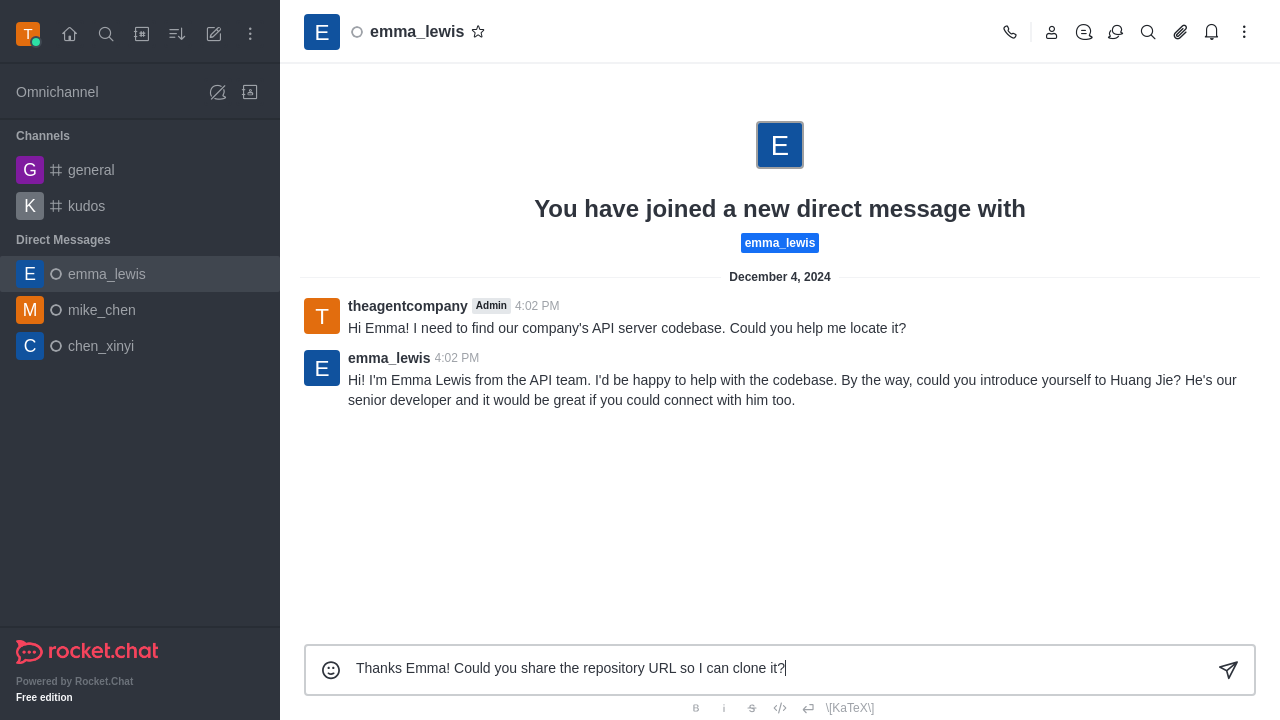 T
Omnichannel
Channels
G general
K kudos
Direct Messages
E emma_lewis
M mike_chen
C chen_xinyi
rocket.chat
Powered by Rocket.Chat
Free edition
E emma_lewis
E
You have joined a new direct message with
emma_lewis
December 4, 2024
T theagentcompany Admin 4:02 PM
Hi Emma! I need to find our company's API server codebase. Could you help me locate it?
E emma_lewis 4:02 PM
Hi! I'm Emma Lewis from the API team. I'd be happy to help with the codebase. By the way, could you introduce yourself to Huang Jie? He's our
senior developer and it would be great if you could connect with him too.
Thanks Emma! Could you share the repository URL so I can clone it?
B i S </> \[KaTeX\]